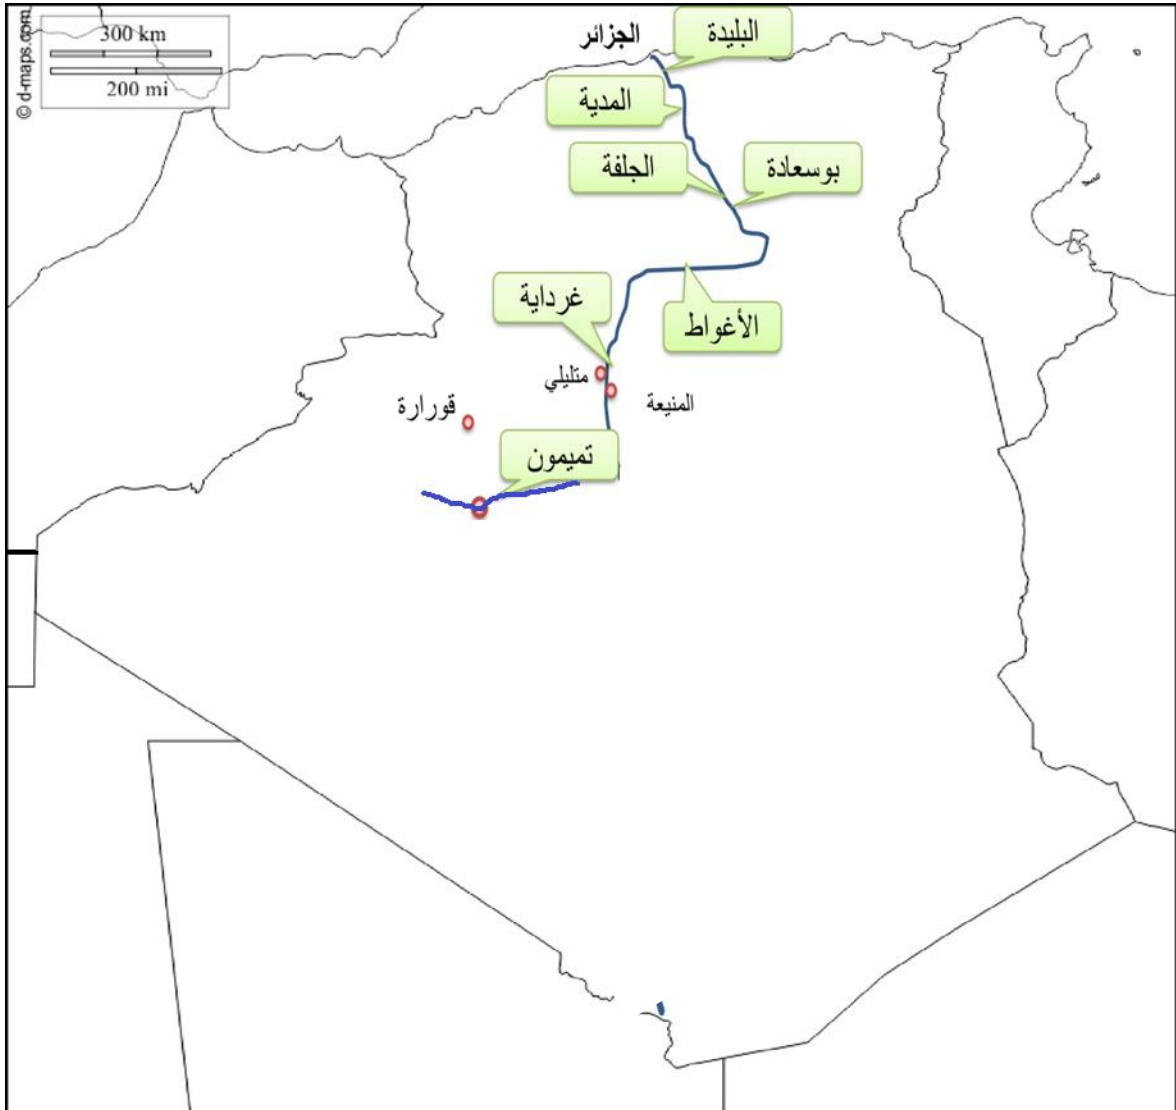 300 km
200 mi
© d-maps.com
الجزائر
البليدة
المدية
الجلفة
بوسعادة
غرداية
الأغواط
متليلي
المنيعة
قورارة
تميمون